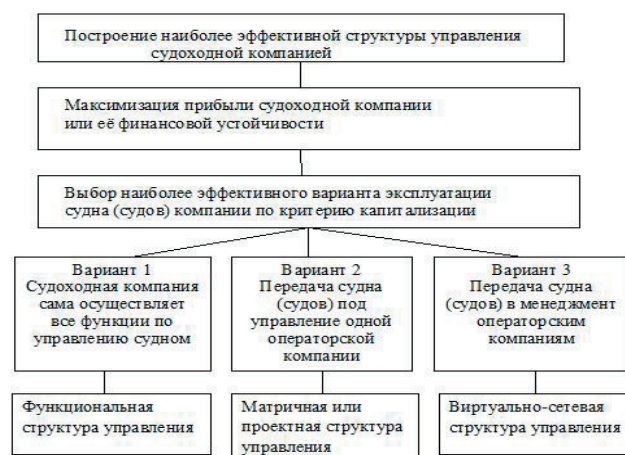 Построение наиболее эффективной структуры управления
судоходной компанией
Максимизация прибыли судоходной компании
или её финансовой устойчивости
Выбор наиболее эффективного варианта эксплуатации
судна (судов) компании по критерию капитализации
Вариант 1
Судоходная компания
сама осуществляет
все функции по
управлению судном
Вариант 2
Передача судна
(судов) под
управление одной
операторской
компании
Вариант 3
Передача судна
(судов) в менеджмент
операторским
компаниям
Функциональная
структура управления
Матричная или
проектная структура
управления
Виртуально-сетевая
структура управления